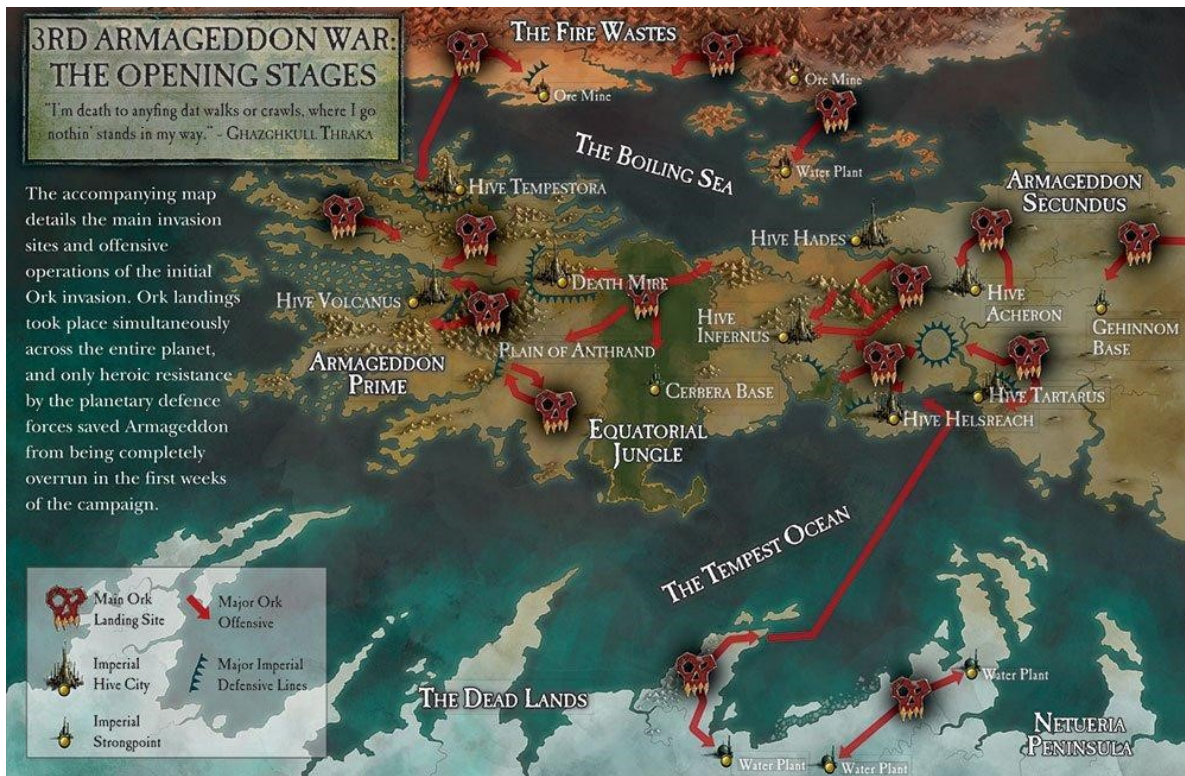 3RD ARMAGEDDON WAR:
THE OPENING STAGES
"I'm death to anyfing dat walks or crawls, where I go
nothin' stands in my way." - GHAZGHKULL THRAKA
The accompanying map
details the main invasion
sites and offensive
operations of the initial
Ork invasion. Ork landings
took place simultaneously
across the entire planet,
and only heroic resistance
by the planetary defence
forces saved Armageddon
from being completely
overrun in the first weeks
of the campaign.
THE FIRE WASTES
Ore Mine
Ore Mine
THE BOILING SEA
Water Plant
HIVE TEMPESTORA
ARMAGEDDON
SECUNDUS
HIVE HADES
HIVE VOLCANUS
DEATH MIRE
HIVE
ACHERON
HIVE
INFERNUS
GEHINNOM
BASE
PLAIN OF ANTHRAND
ARMAGEDDON
PRIME
CERBERA BASE
HIVE TARTARUS
HIVE HELSREACH
EQUATORIAL
JUNGLE
THE TEMPEST OCEAN
THE DEAD LANDS
Water Plant
Water Plant
Water Plant
NETUERIA
PENINSULA
Main Ork
Landing Site
Major Ork
Offensive
Imperial
Hive City
Major Imperial
Defensive Lines
Imperial
Strongpoint